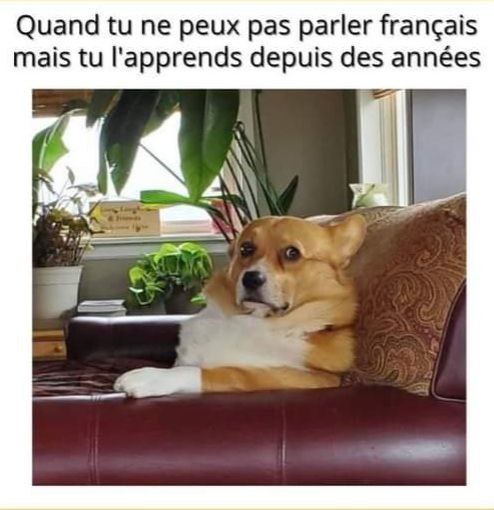 Quand tu ne peux pas parler français
mais tu l'apprends depuis des années